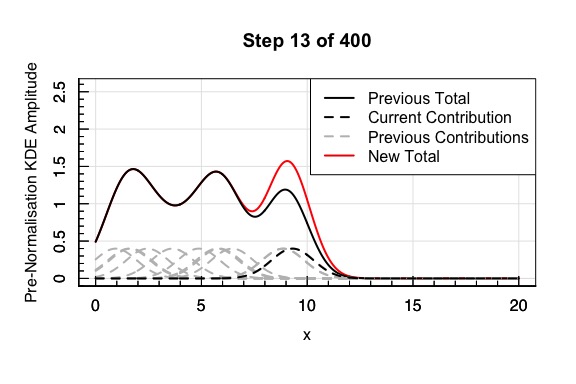 Step 13 of 400
Pre-Normalisation KDE Amplitude
2.5
2
1.5
1
0.5
0
Previous Total
Current Contribution
Previous Contributions
New Total
0 5 10 15 20
x